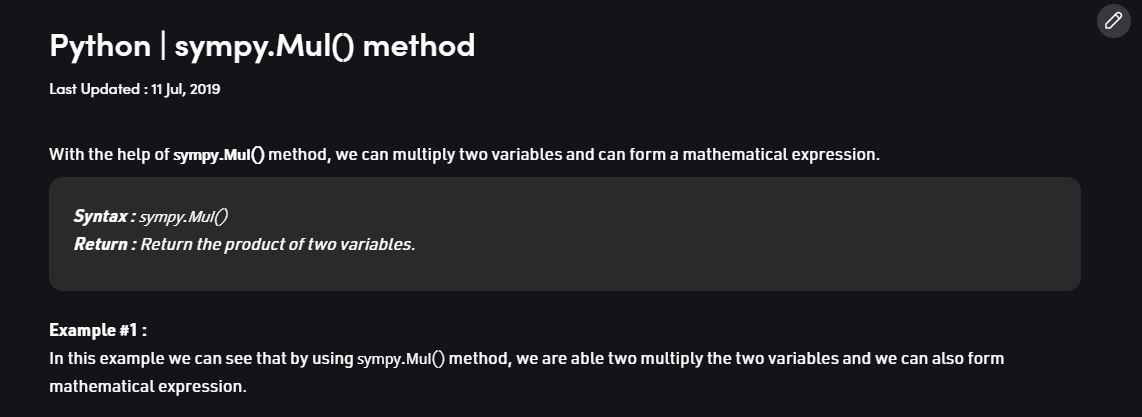 Python | sympy.Mul() method
Last Updated : 11 Jul, 2019
With the help of sympy.Mul() method, we can multiply two variables and can form a mathematical expression.
Syntax : sympy.Mul()
Return : Return the product of two variables.
Example #1 :
In this example we can see that by using sympy.Mul() method, we are able two multiply the two variables and we can also form
mathematical expression.